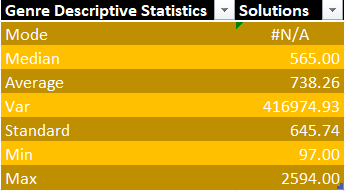 Genre Descriptive Statistics Solutions
Mode #N/A
Median 565.00
Average 738.26
Var 416974.93
Standard 645.74
Min 97.00
Max 2594.00